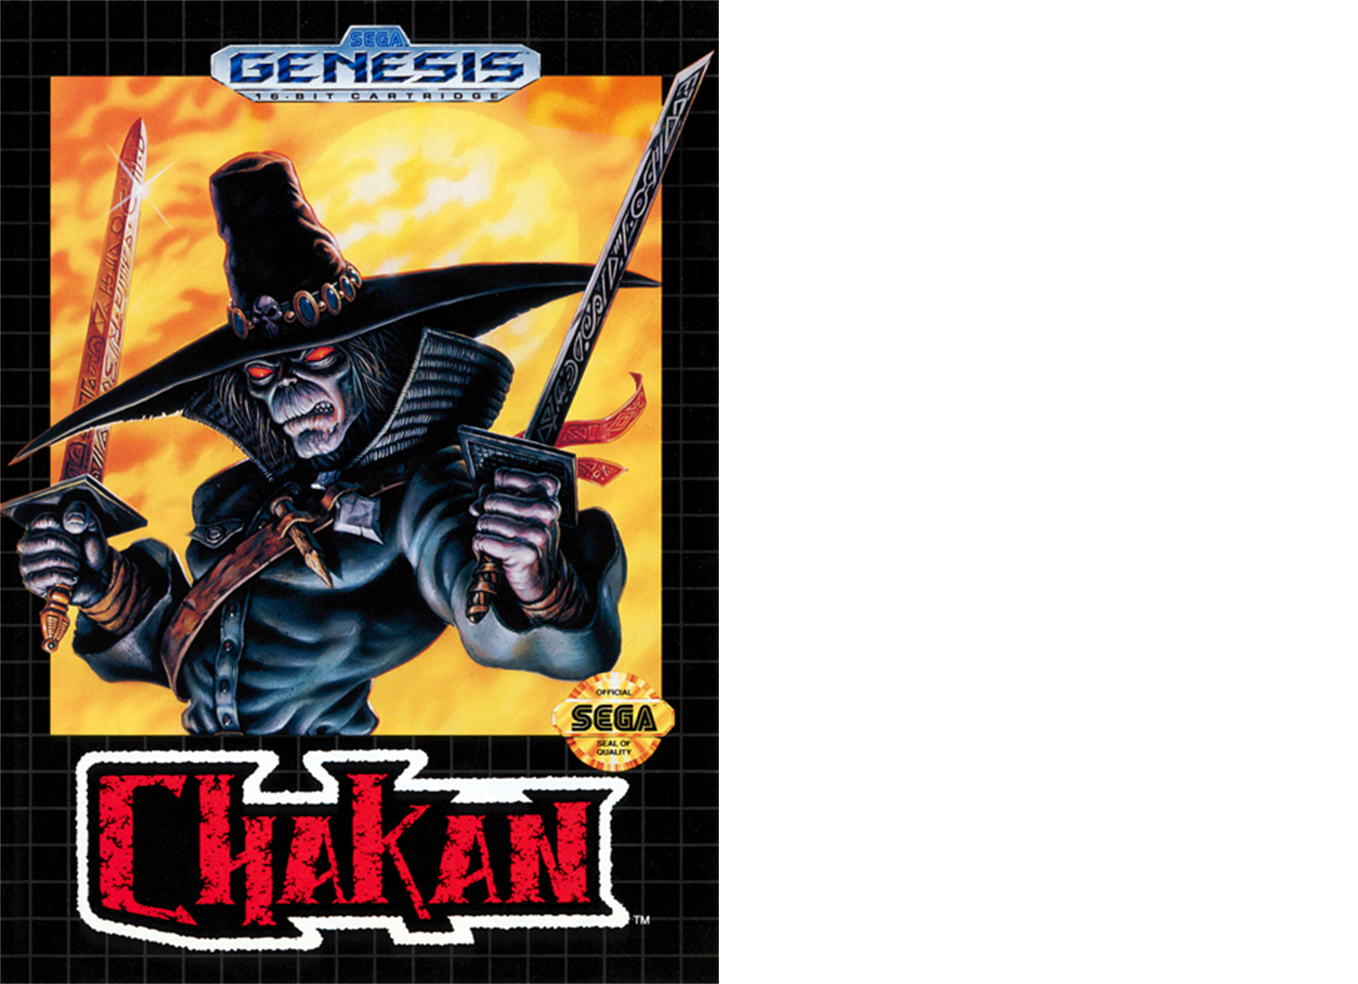 SEGA
GENESIS
16-BIT CARTRIDGE
OFFICIAL
SEGA
SEAL OF
QUALITY
CHAKAN
TM